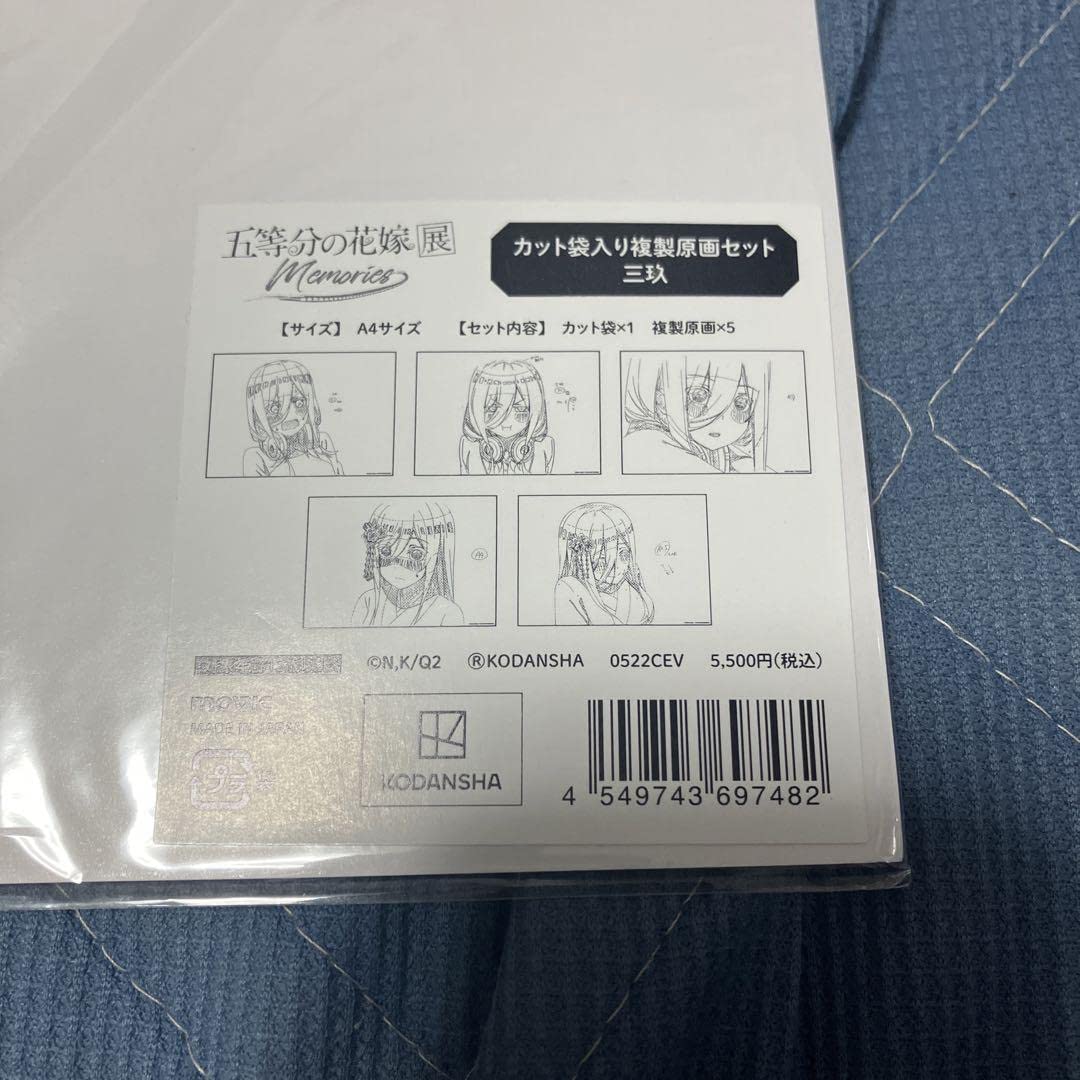 五等分の花嫁展
Memories
カット袋入り複製原画セット
三玖
【サイズ】 A4サイズ 【セット内容】 カット袋×1 複製原画×5
©N,K/Q2 ®KODANSHA 0522CEV 5,500円(税込)
MOVIC
MADE IN JAPAN
プラ
KODANSHA
4 549743 697482